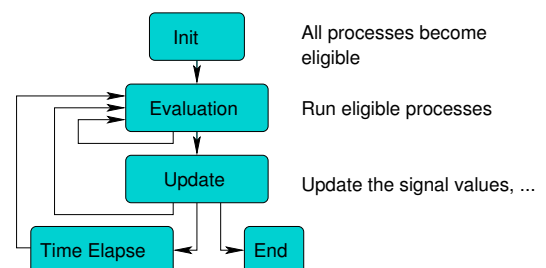 Init
All processes become
eligible
Evaluation
Run eligible processes
Update
Update the signal values, ...
Time Elapse
End